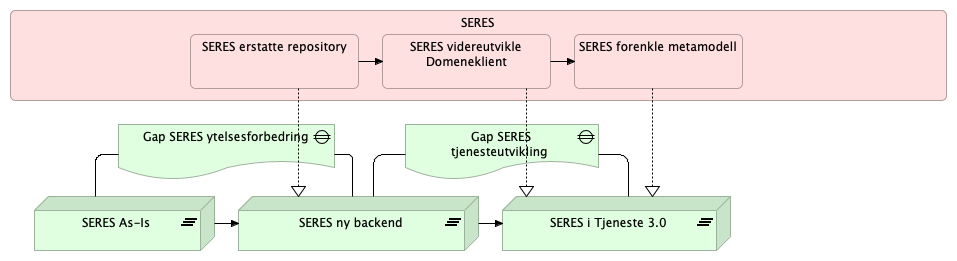 SERES
SERES erstatte repository
SERES videreutvikle
Domeneklient
SERES forenkle metamodell
Gap SERES ytelsesforbedring
Gap SERES
tjenesteutvikling
SERES As-Is
SERES ny backend
SERES i Tjeneste 3.0